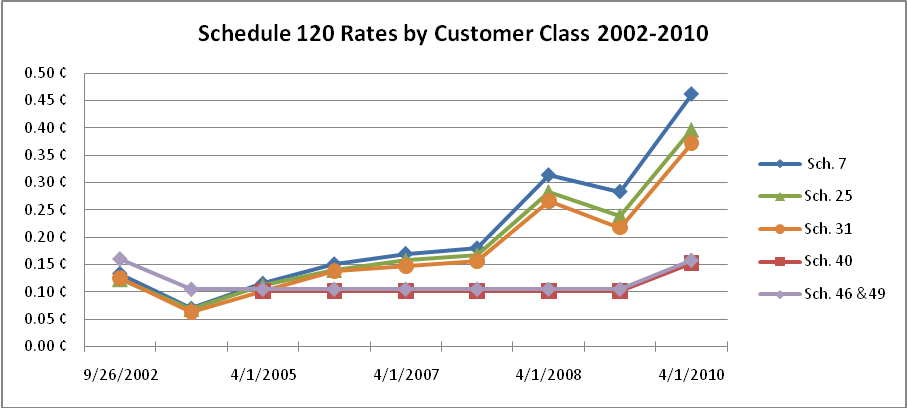 Schedule 120 Rates by Customer Class 2002-2010
0.50 ¢
0.45 ¢
0.40 ¢
0.35 ¢
0.30 ¢
0.25 ¢
0.20 ¢
0.15 ¢
0.10 ¢
0.05 ¢
0.00 ¢
9/26/2002
4/1/2005
4/1/2007
4/1/2008
4/1/2010
Sch. 7
Sch. 25
Sch. 31
Sch. 40
Sch. 46 &49